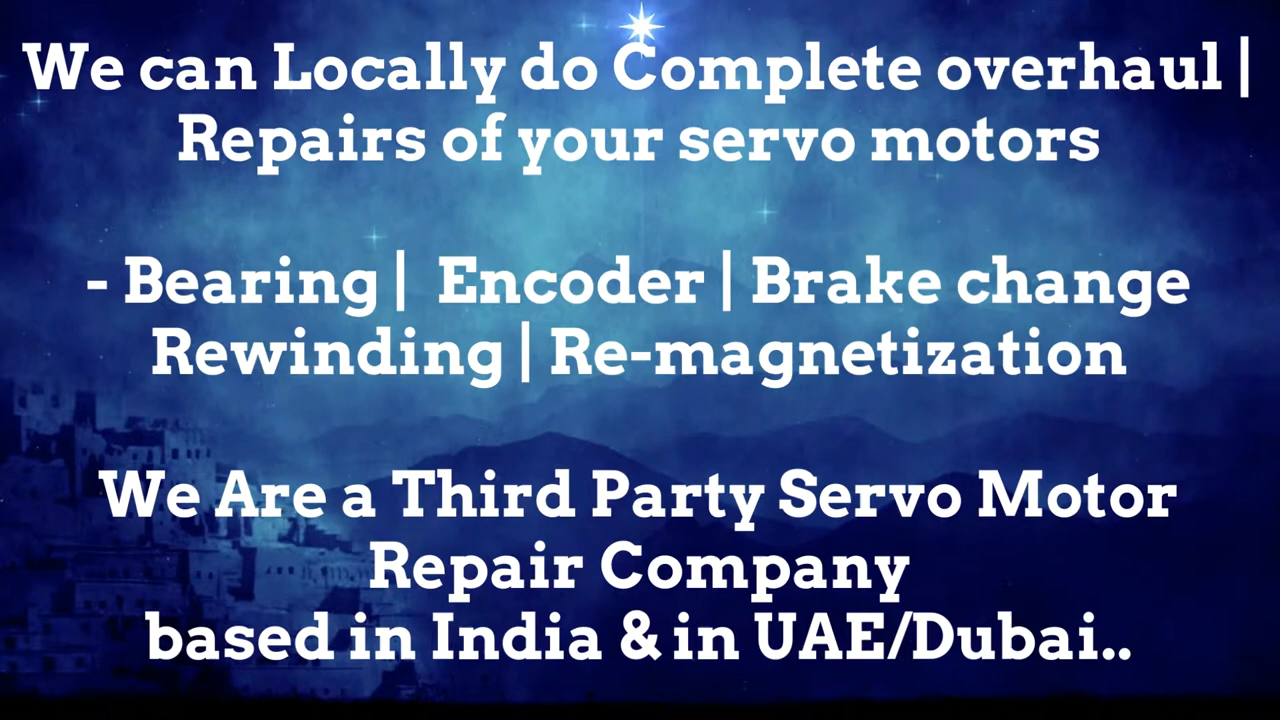 We can Locally do Complete overhaul |
Repairs of your servo motors
- Bearing | Encoder | Brake change
Rewinding | Re-magnetization
We Are a Third Party Servo Motor
Repair Company
based in India & in UAE/Dubai..